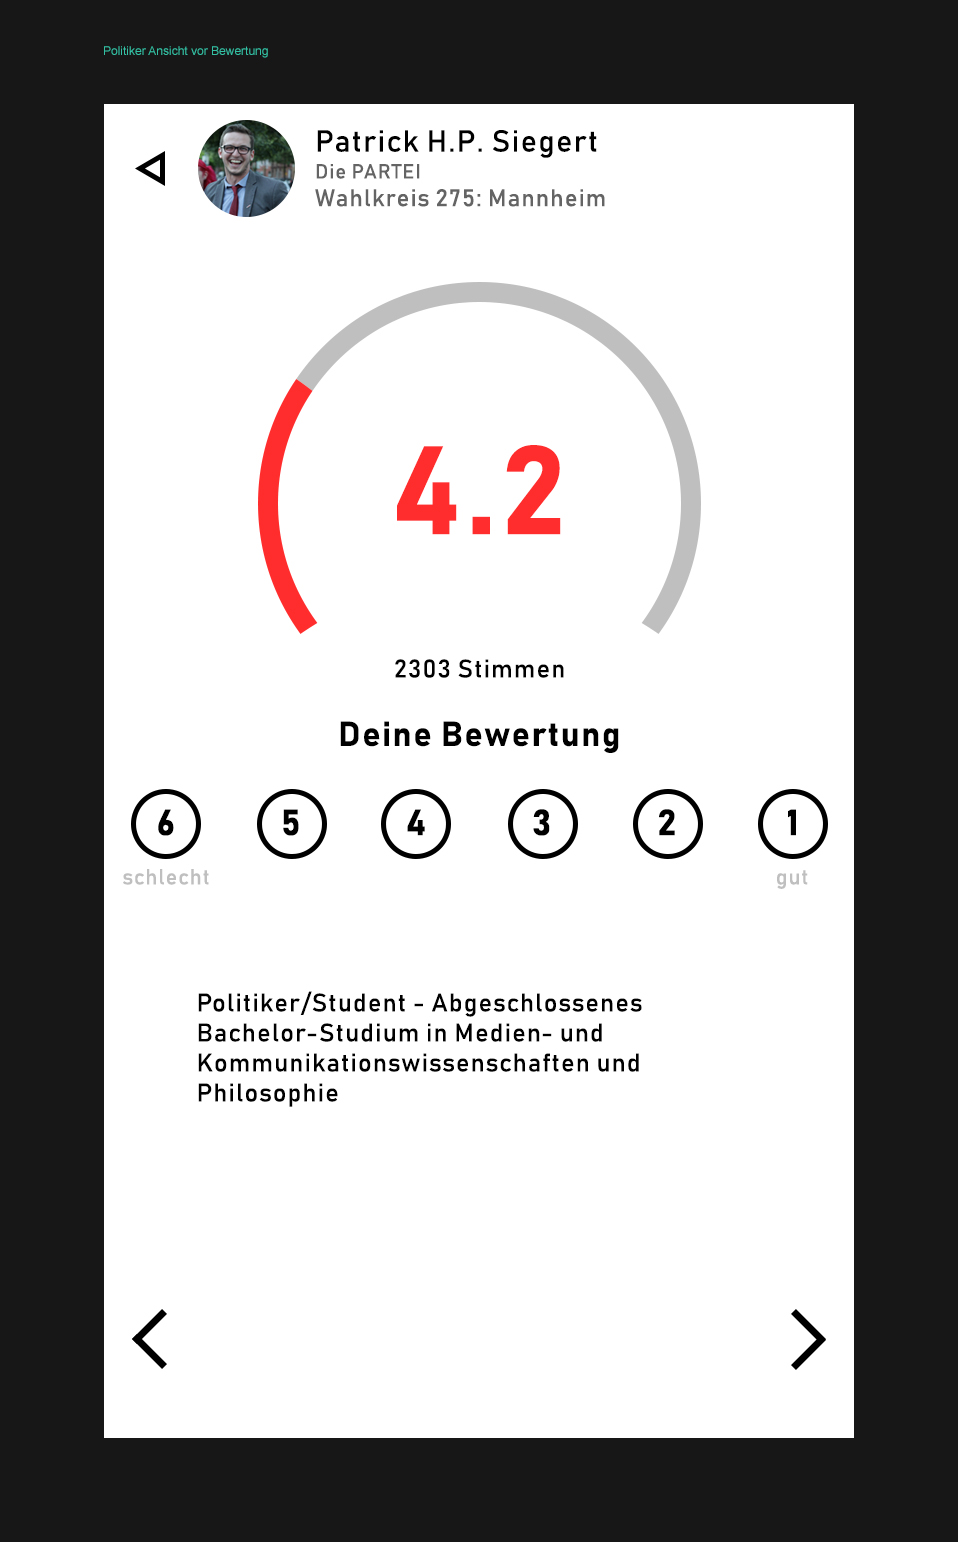 Politiker Ansicht vor Bewertung
Patrick H.P. Siegert
Die PARTEI
Wahlkreis 275: Mannheim
4.2
2303 Stimmen
Deine Bewertung
6 5 4 3 2 1
schlecht gut
Politiker/Student - Abgeschlossenes
Bachelor-Studium in Medien- und
Kommunikationswissenschaften und
Philosophie